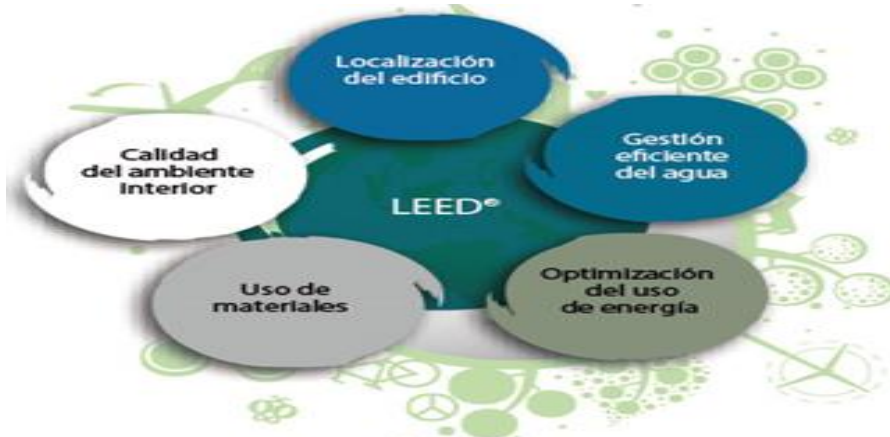 Localización
del edificio
Gestión
eficiente
del agua
Calidad
del ambiente
interior
LEED®
Optimización
del uso
de energía
Uso de
materiales